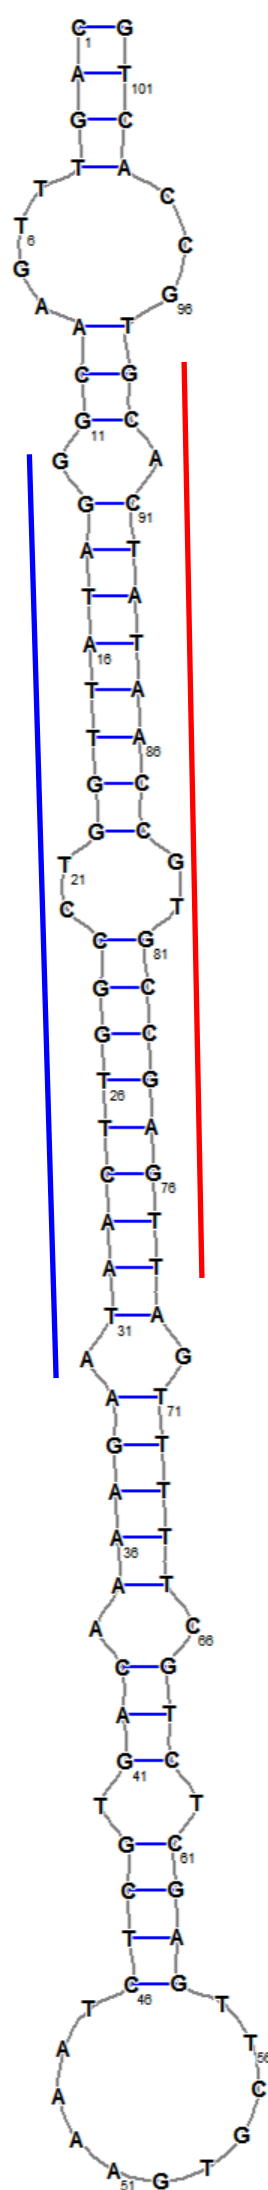 C G
1
A T
101
G C
T A
T C
T C
6
G G
A 96
A T
C G
G C
11
G A
G C
91
A T
T A
A T
16
T A
T A
86
G C
G C
T G
21
C T
C G
81
G C
G C
T G
26
T A
C G
76
A T
A T
T A
31
A G
A T
71
G T
A T
A T
36
A T
A C
66
C G
A T
G C
41
T T
G C
61
C G
T A
C G
46
T T
A T
56
A C
A G
A T
51
G